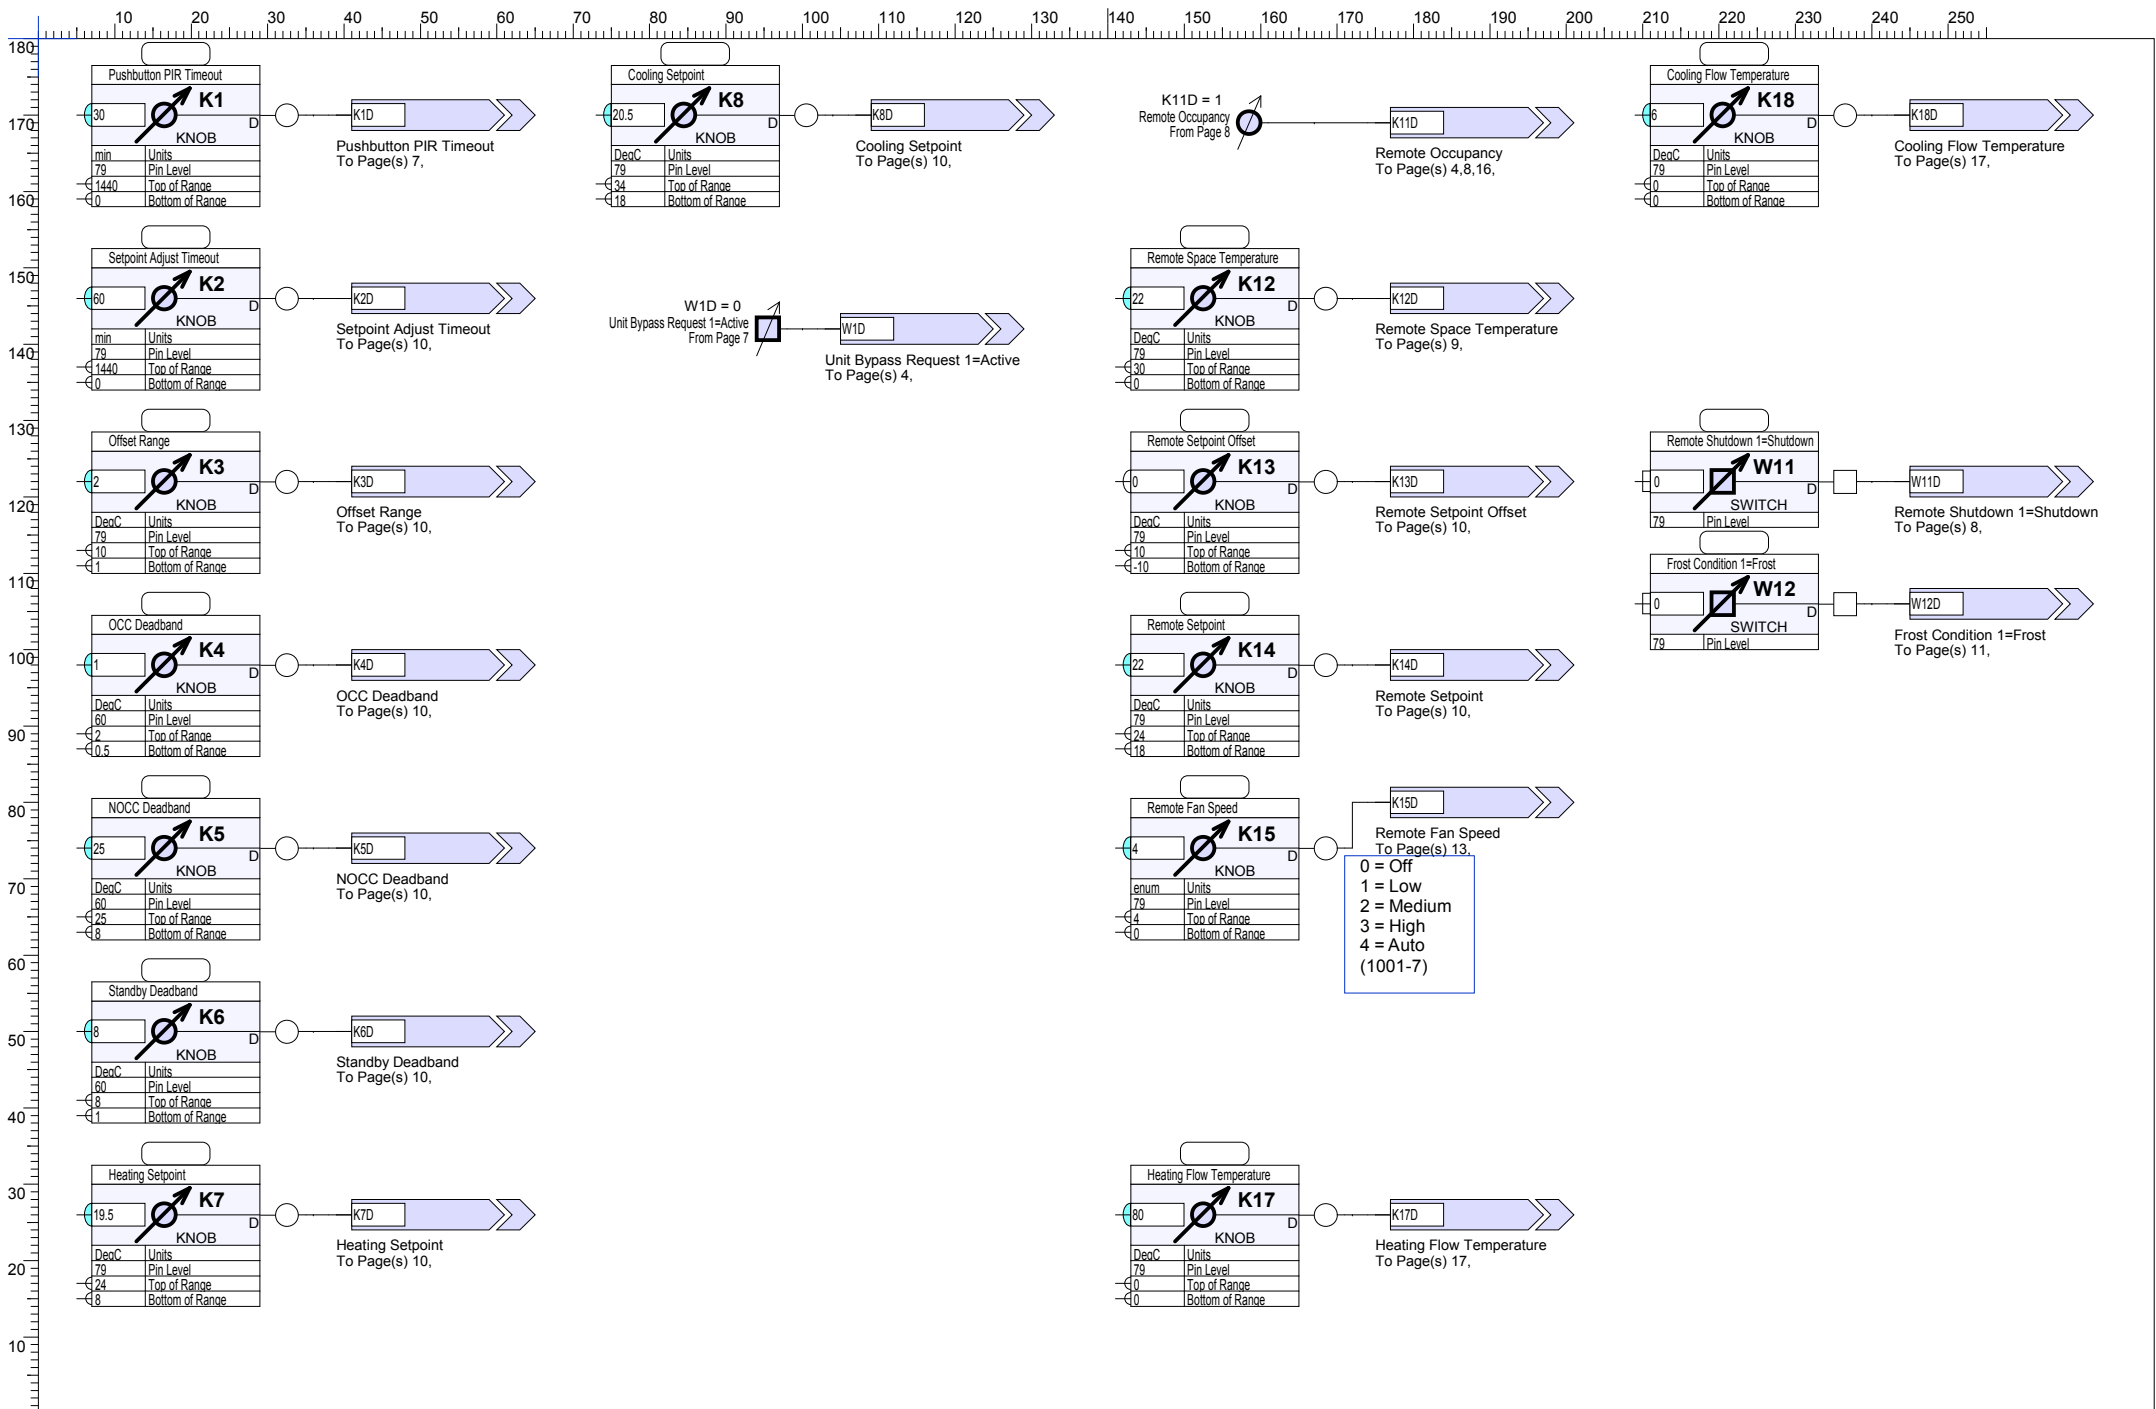 10 20 30 40 50 60 70 80 90 100 110 120 130 140 150 160 170 180 190 200 210 220 230 240 250
180
170
160
150
140
130
120
110
100
90
80
70
60
50
40
30
20
10
Pushbutton PIR Timeout
30
K1
D
KNOB
min Units
79 Pin Level
1440 Top of Range
0 Bottom of Range
K1D
Pushbutton PIR Timeout
To Page(s) 7,
Setpoint Adjust Timeout
60
K2
D
KNOB
min Units
79 Pin Level
1440 Top of Range
0 Bottom of Range
K2D
Setpoint Adjust Timeout
To Page(s) 10,
Offset Range
2
K3
D
KNOB
DegC Units
79 Pin Level
10 Top of Range
1 Bottom of Range
K3D
Offset Range
To Page(s) 10,
OCC Deadband
1
K4
D
KNOB
DegC Units
60 Pin Level
2 Top of Range
0.5 Bottom of Range
K4D
OCC Deadband
To Page(s) 10,
NOCC Deadband
25
K5
D
KNOB
DegC Units
60 Pin Level
25 Top of Range
8 Bottom of Range
K5D
NOCC Deadband
To Page(s) 10,
Standby Deadband
8
K6
D
KNOB
DegC Units
60 Pin Level
8 Top of Range
1 Bottom of Range
K6D
Standby Deadband
To Page(s) 10,
Heating Setpoint
19.5
K7
D
KNOB
DegC Units
79 Pin Level
24 Top of Range
8 Bottom of Range
K7D
Heating Setpoint
To Page(s) 10,
Cooling Setpoint
20.5
K8
D
KNOB
DegC Units
79 Pin Level
34 Top of Range
18 Bottom of Range
K8D
Cooling Setpoint
To Page(s) 10,
W1D = 0
Unit Bypass Request 1=Active
From Page 7
W1D
Unit Bypass Request 1=Active
To Page(s) 4,
K11D = 1
Remote Occupancy
From Page 8
K11D
Remote Occupancy
To Page(s) 4,8,16,
Remote Space Temperature
22
K12
D
KNOB
DegC Units
79 Pin Level
30 Top of Range
0 Bottom of Range
K12D
Remote Space Temperature
To Page(s) 9,
Remote Setpoint Offset
0
K13
D
KNOB
DegC Units
79 Pin Level
10 Top of Range
-10 Bottom of Range
K13D
Remote Setpoint Offset
To Page(s) 10,
Remote Setpoint
22
K14
D
KNOB
DegC Units
79 Pin Level
24 Top of Range
18 Bottom of Range
K14D
Remote Setpoint
To Page(s) 10,
Remote Fan Speed
4
K15
D
KNOB
enum Units
79 Pin Level
4 Top of Range
0 Bottom of Range
K15D
Remote Fan Speed
To Page(s) 13,
0 = Off
1 = Low
2 = Medium
3 = High
4 = Auto
(1001-7)
Heating Flow Temperature
80
K17
D
KNOB
DegC Units
79 Pin Level
0 Top of Range
0 Bottom of Range
K17D
Heating Flow Temperature
To Page(s) 17,
Cooling Flow Temperature
6
K18
D
KNOB
DegC Units
79 Pin Level
0 Top of Range
0 Bottom of Range
K18D
Cooling Flow Temperature
To Page(s) 17,
Remote Shutdown 1=Shutdown
0
W11
D
SWITCH
79 Pin Level
W11D
Remote Shutdown 1=Shutdown
To Page(s) 8,
Frost Condition 1=Frost
0
W12
D
SWITCH
79 Pin Level
W12D
Frost Condition 1=Frost
To Page(s) 11,